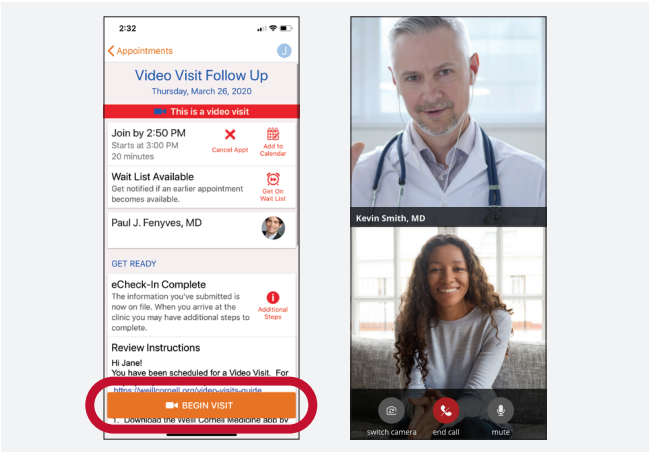 2:32
Appointments
J
Video Visit Follow Up
Thursday, March 26, 2020
This is a video visit
Join by 2:50 PM
Starts at 3:00 PM
20 minutes
Cancel Appt
Add to
Calendar
Wait List Available
Get notified if an earlier appointment
becomes available.
Get On
Wait List
Paul J. Fenyves, MD
GET READY
eCheck-In Complete
The information you've submitted is
now on file. When you arrive at the
clinic you may have additional steps to
complete.
Additional
Steps
Review Instructions
Hi Jane!
You have been scheduled for a Video Visit. For
https://weillcornell.org/video-visits-guide
BEGIN VISIT
1. Download the Weill Cornell Medicine app by
Kevin Smith, MD
switch camera
end call
mute